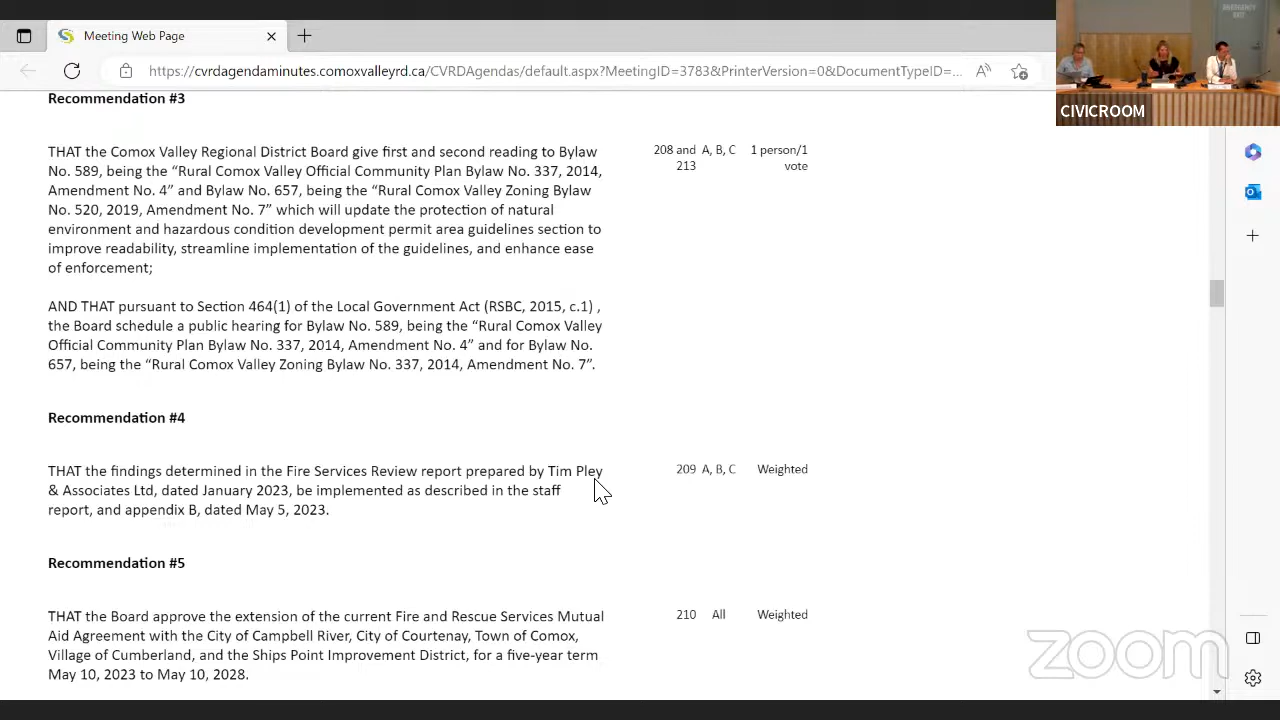 Meeting Web Page
https://cvrdagendaminutes.comoxvalleyrd.ca/CVRDAgendas/default.aspx?MeetingID=3783&PrinterVersion=0&DocumentTypeID=...
EMERGENCY EXIT
CIVICROOM
Recommendation #3
THAT the Comox Valley Regional District Board give first and second reading to Bylaw 208 and A, B, C 1 person/1
No. 589, being the “Rural Comox Valley Official Community Plan Bylaw No. 337, 2014, 213 vote
Amendment No. 4” and Bylaw No. 657, being the “Rural Comox Valley Zoning Bylaw
No. 520, 2019, Amendment No. 7” which will update the protection of natural
environment and hazardous condition development permit area guidelines section to
improve readability, streamline implementation of the guidelines, and enhance ease
of enforcement;
AND THAT pursuant to Section 464(1) of the Local Government Act (RSBC, 2015, c.1) ,
the Board schedule a public hearing for Bylaw No. 589, being the “Rural Comox Valley
Official Community Plan Bylaw No. 337, 2014, Amendment No. 4” and for Bylaw No.
657, being the “Rural Comox Valley Zoning Bylaw No. 337, 2014, Amendment No. 7”.
Recommendation #4
THAT the findings determined in the Fire Services Review report prepared by Tim Pley 209 A, B, C Weighted
& Associates Ltd, dated January 2023, be implemented as described in the staff
report, and appendix B, dated May 5, 2023.
Recommendation #5
THAT the Board approve the extension of the current Fire and Rescue Services Mutual 210 All Weighted
Aid Agreement with the City of Campbell River, City of Courtenay, Town of Comox,
Village of Cumberland, and the Ships Point Improvement District, for a five-year term
May 10, 2023 to May 10, 2028.
zoom